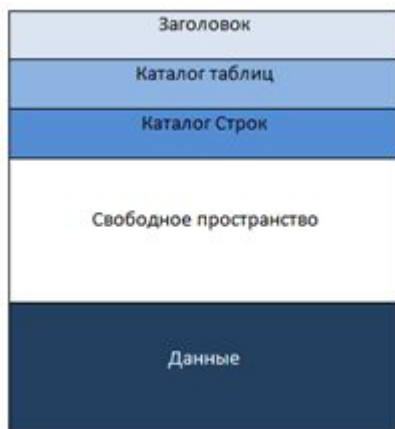 Заголовок
Каталог таблиц
Каталог Строк
Свободное пространство
Данные